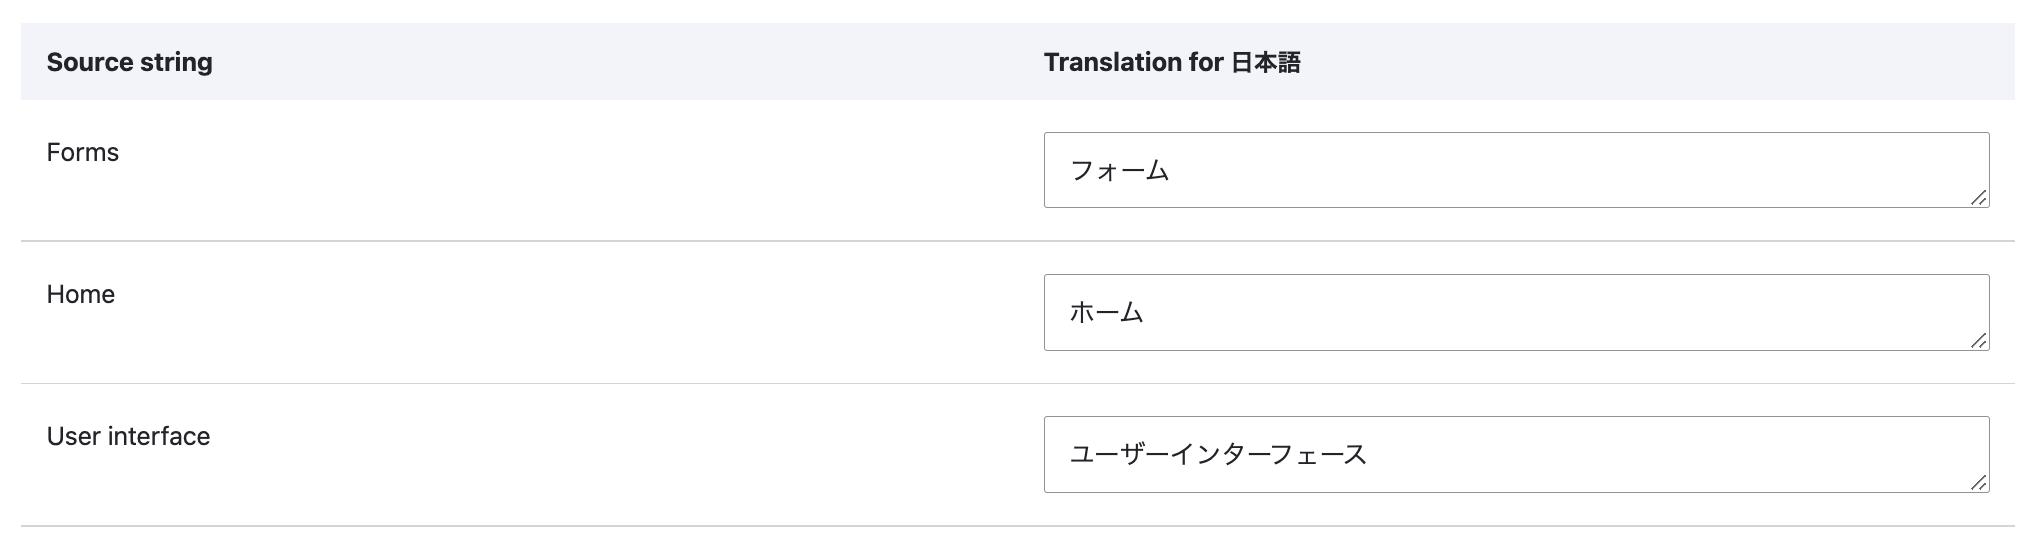 Source string
Translation for 日本語
Forms
フォーム
Home
ホーム
User interface
ユーザーインターフェース